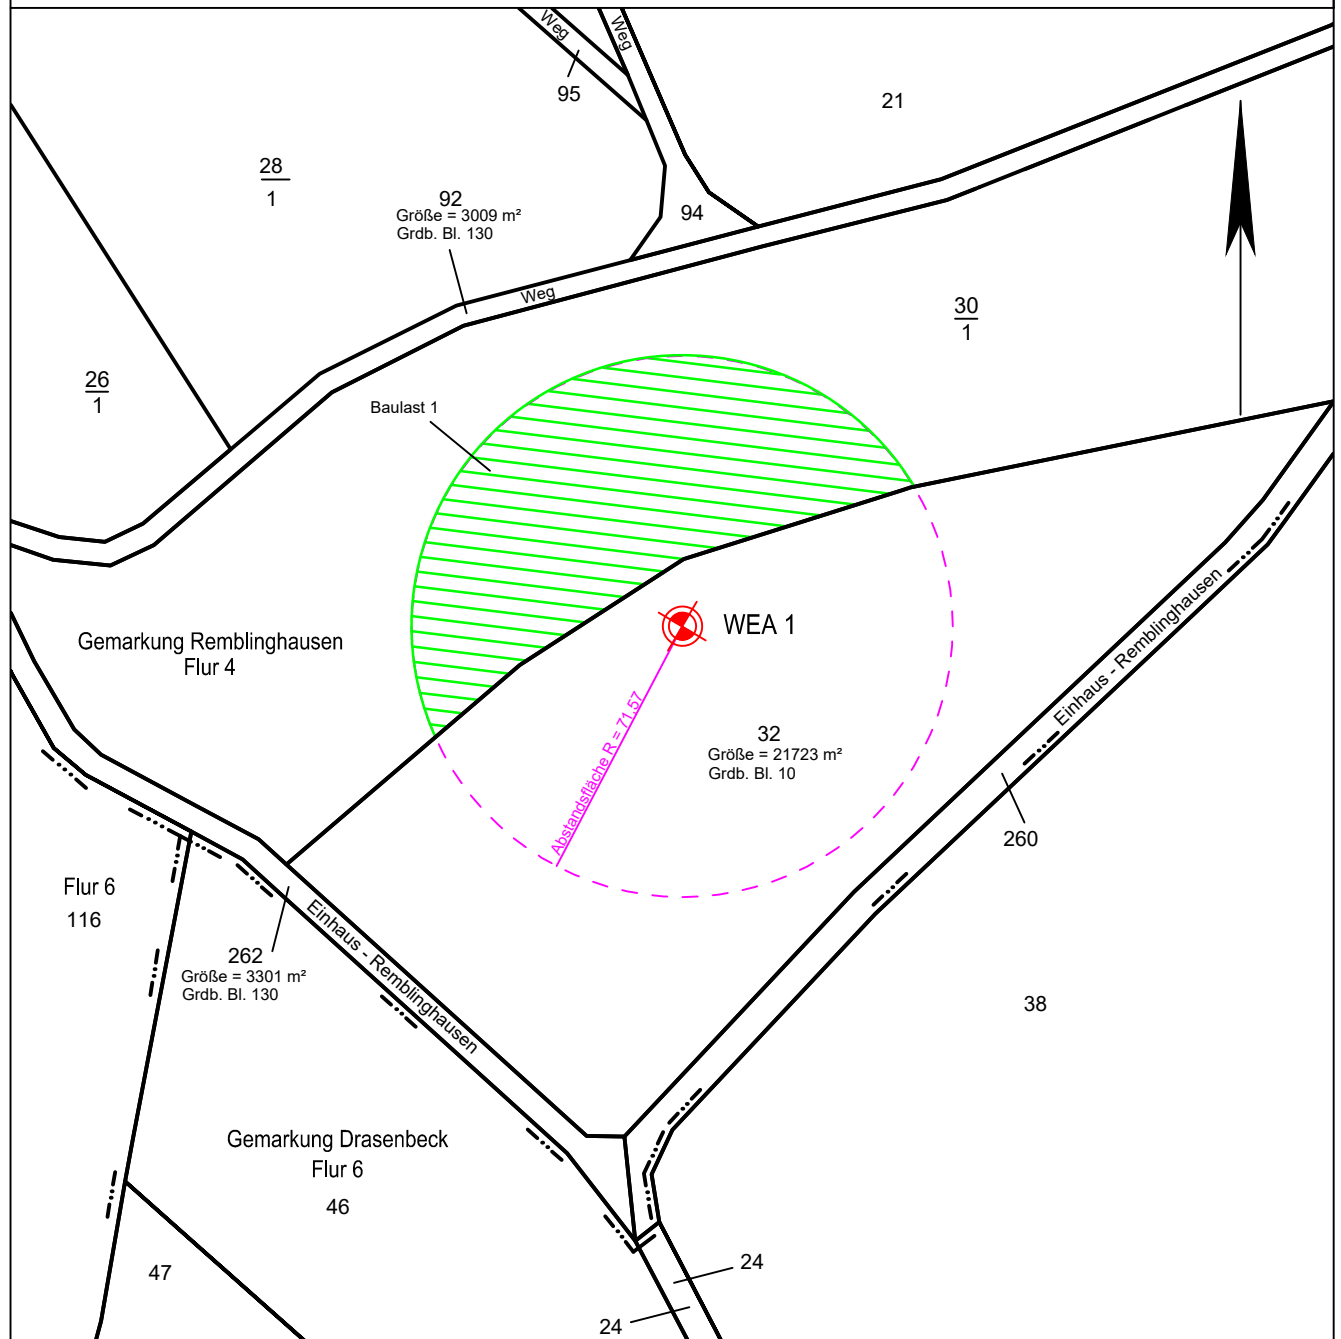 Weg
Weg
95
21
28
1
92
Größe = 3009 m²
Grdb. Bl. 130
94
Weg
30
1
26
1
Baulast 1
WEA 1
Gemarkung Remblinghausen
Flur 4
Einhaus - Remblinghausen
Abstandsfläche R = 71,57
32
Größe = 21723 m²
Grdb. Bl. 10
260
Flur 6
116
Einhaus - Remblinghausen
262
Größe = 3301 m²
Grdb. Bl. 130
38
Gemarkung Drasenbeck
Flur 6
46
47
24
24